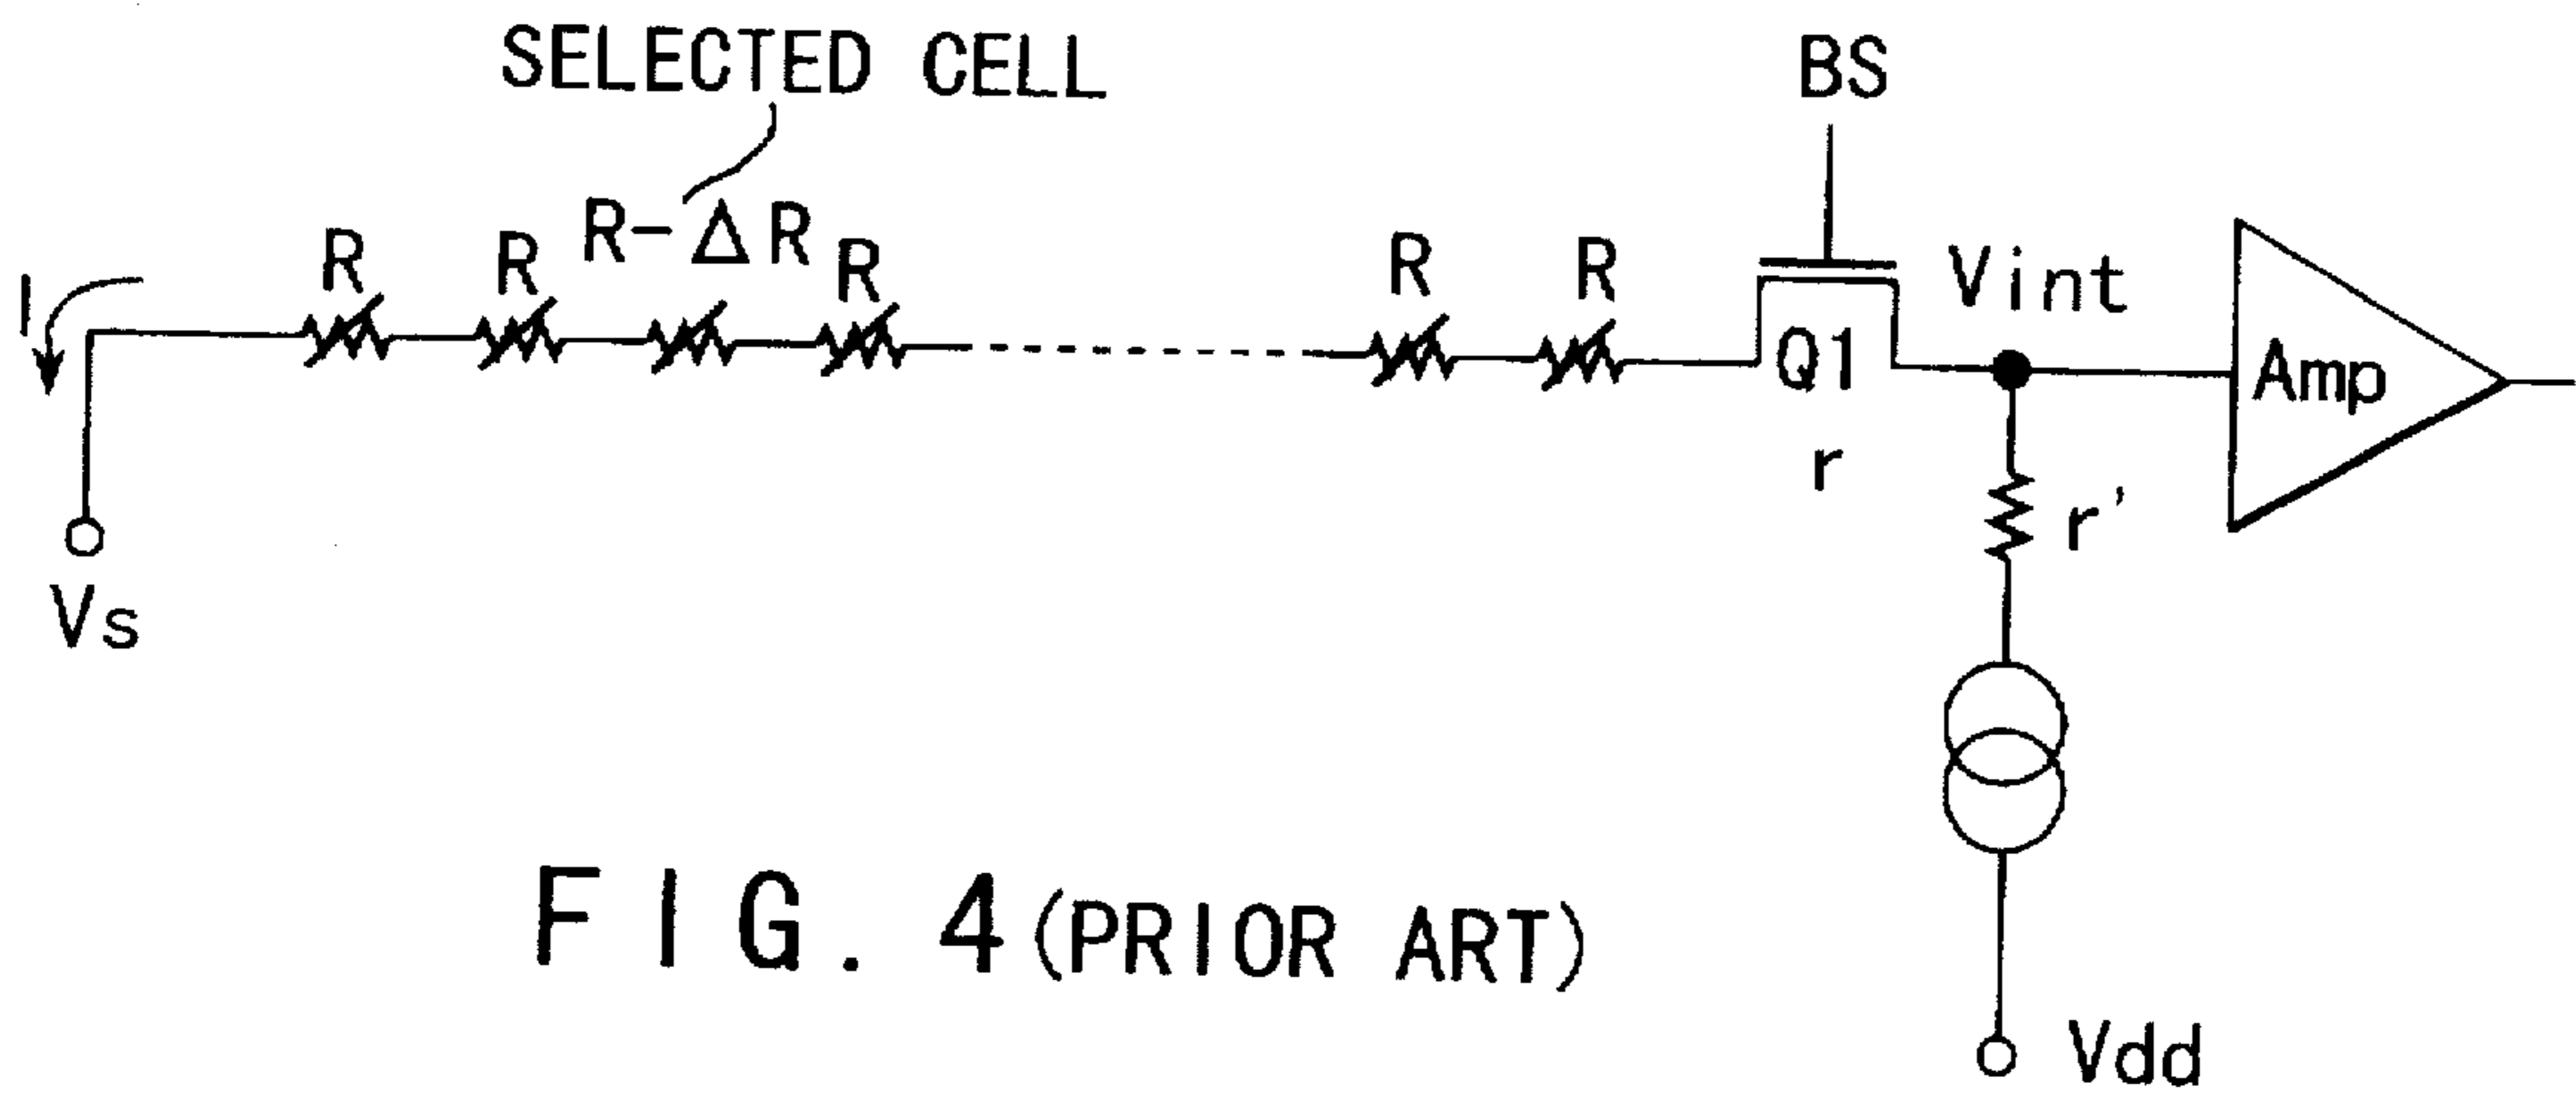 SELECTED CELL
BS
R
R
R-ΔR
R
R
R
Vint
I
Q1
Amp
r
r'
Vs
Vdd
FIG. 4 (PRIOR ART)